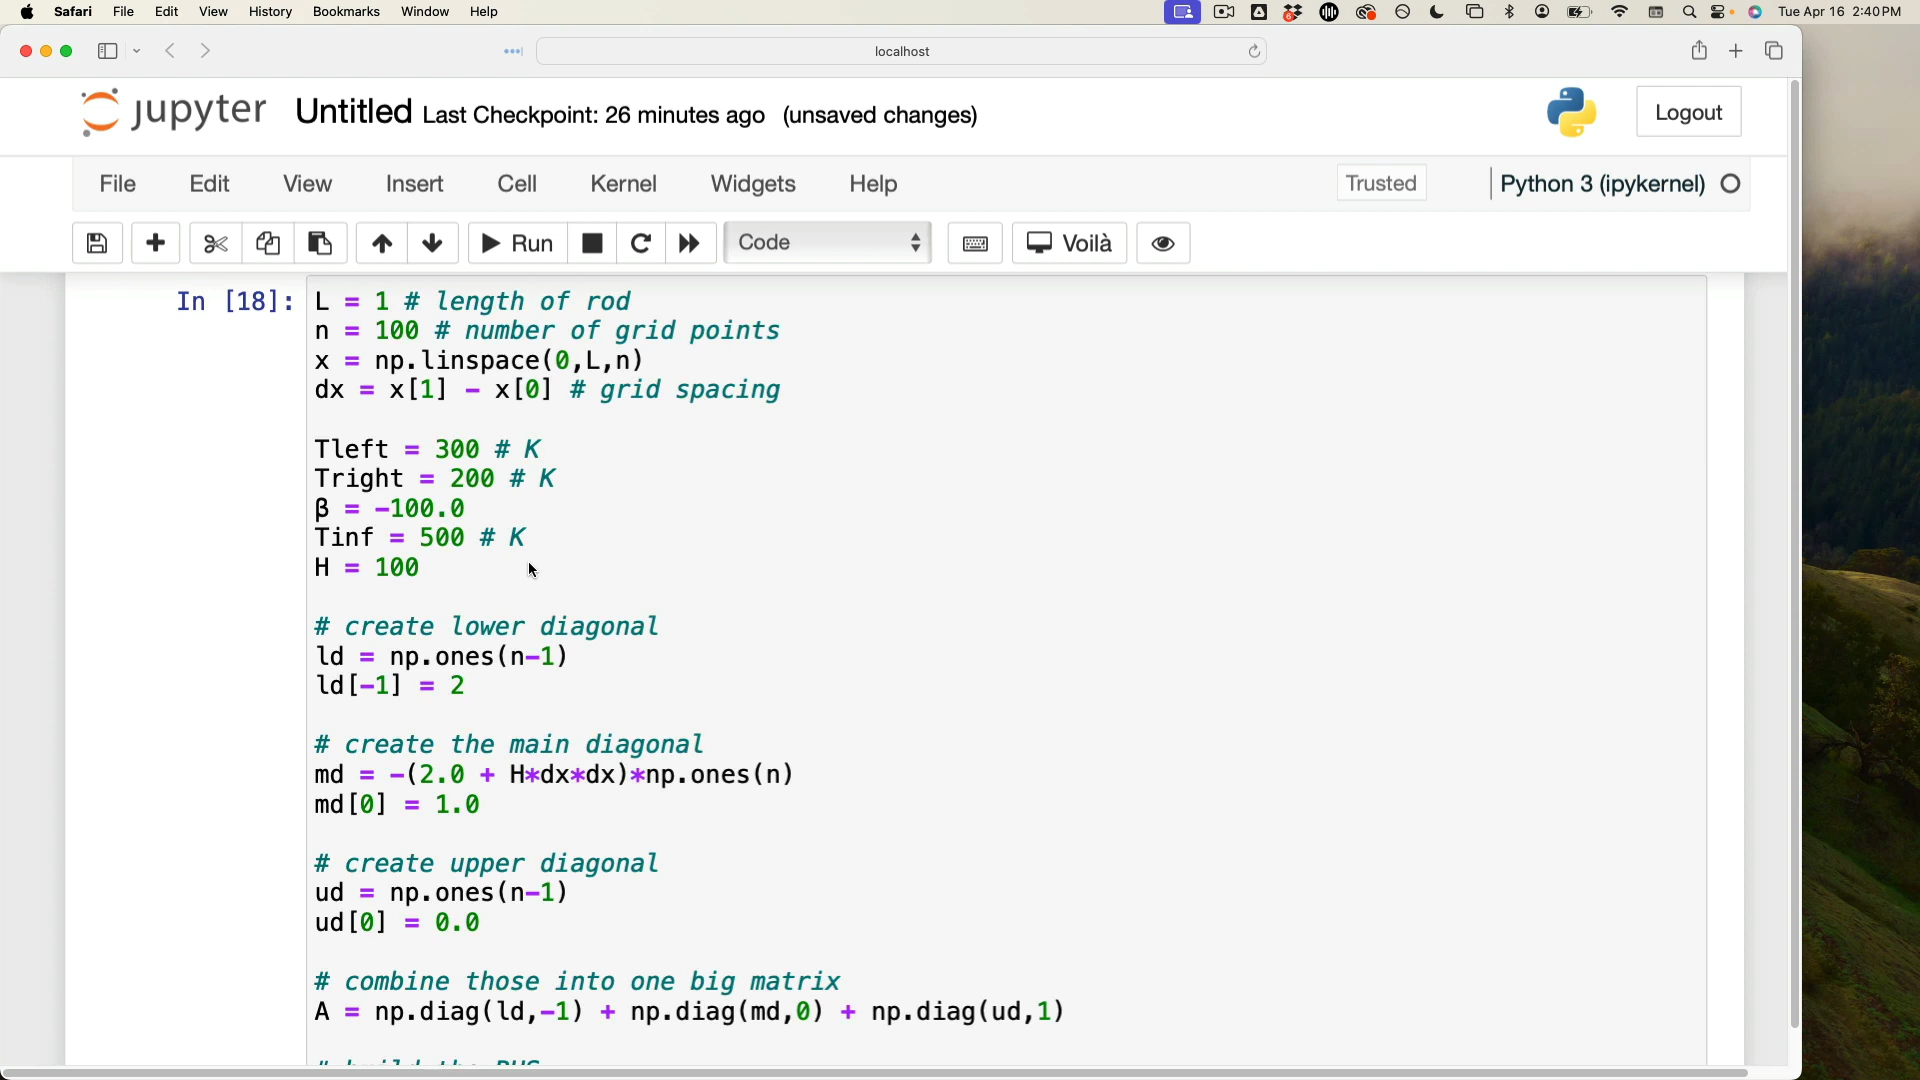 Safari File Edit View History Bookmarks Window Help Tue Apr 16 2:40 PM
localhost
jupyter Untitled Last Checkpoint: 26 minutes ago (unsaved changes) Logout
File Edit View Insert Cell Kernel Widgets Help Trusted Python 3 (ipykernel)
Run Code Voilà
In [18]: L = 1 # length of rod
n = 100 # number of grid points
x = np.linspace(0,L,n)
dx = x[1] - x[0] # grid spacing
Tleft = 300 # K
Tright = 200 # K
β = -100.0
Tinf = 500 # K
H = 100
# create lower diagonal
ld = np.ones(n-1)
ld[-1] = 2
# create the main diagonal
md = -(2.0 + H*dx*dx)*np.ones(n)
md[0] = 1.0
# create upper diagonal
ud = np.ones(n-1)
ud[0] = 0.0
# combine those into one big matrix
A = np.diag(ld,-1) + np.diag(md,0) + np.diag(ud,1)